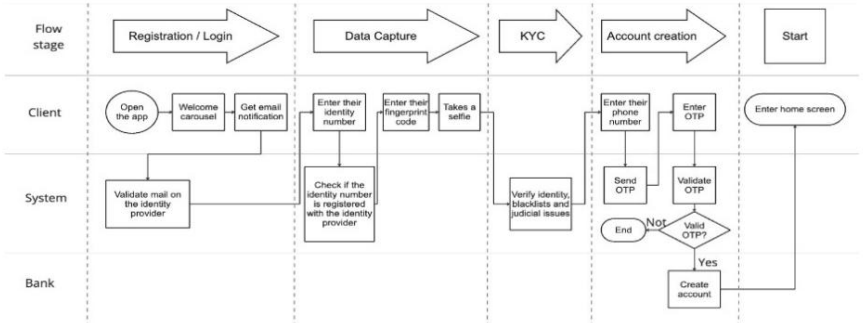 Flow
stage
Registration / Login
Data Capture
KYC
Account creation
Start
Client
Open
the app
Welcome
carousel
Get email
notification
Enter their
identity
number
Enter their
fingerprint
code
Takes a
selfie
Enter their
phone
number
Enter
OTP
Enter home screen
System
Validate mail on
the identity
provider
Check if the
identity number
is registered
with the identity
provider
Verify identity,
blacklists and
judicial issues
Send
OTP
Validate
OTP
End
Not
Valid
OTP?
Yes
Bank
Create
account